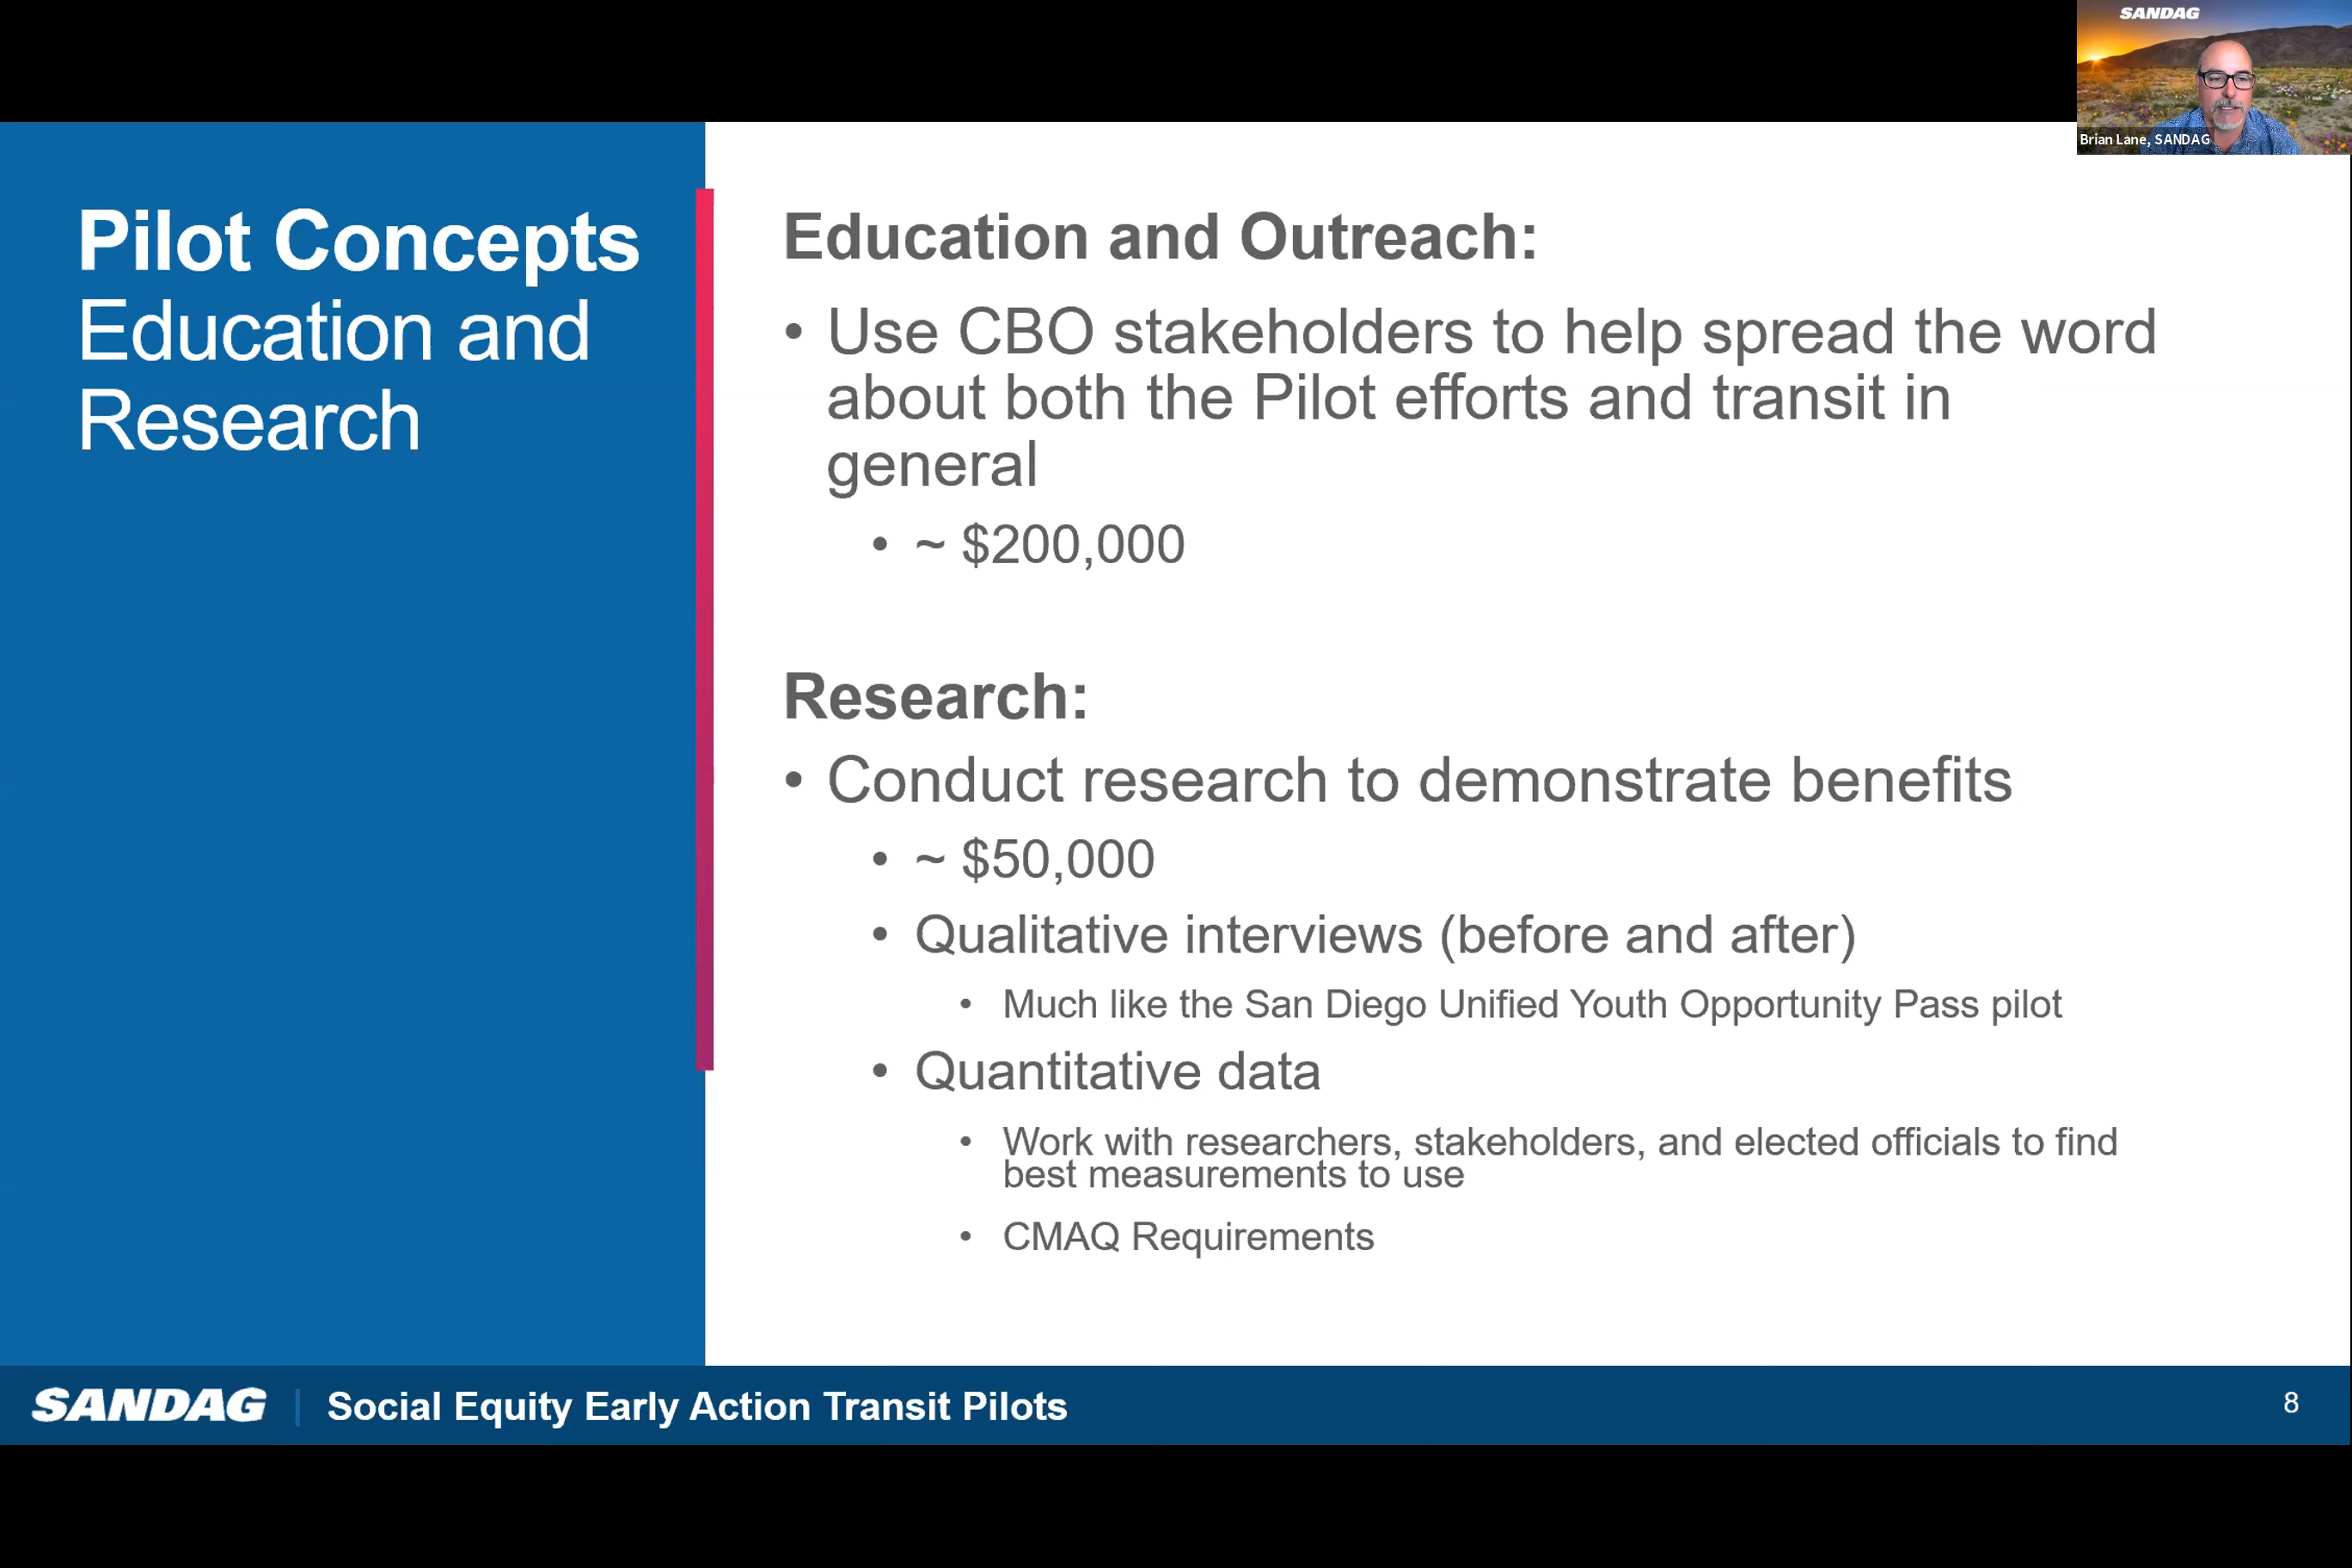 SANDAG
Brian Lane, SANDAG
Pilot Concepts
Education and
Research
Education and Outreach:
• Use CBO stakeholders to help spread the word
about both the Pilot efforts and transit in
general
• ~ $200,000
Research:
• Conduct research to demonstrate benefits
• ~ $50,000
• Qualitative interviews (before and after)
• Much like the San Diego Unified Youth Opportunity Pass pilot
• Quantitative data
• Work with researchers, stakeholders, and elected officials to find
best measurements to use
• CMAQ Requirements
SANDAG | Social Equity Early Action Transit Pilots
8